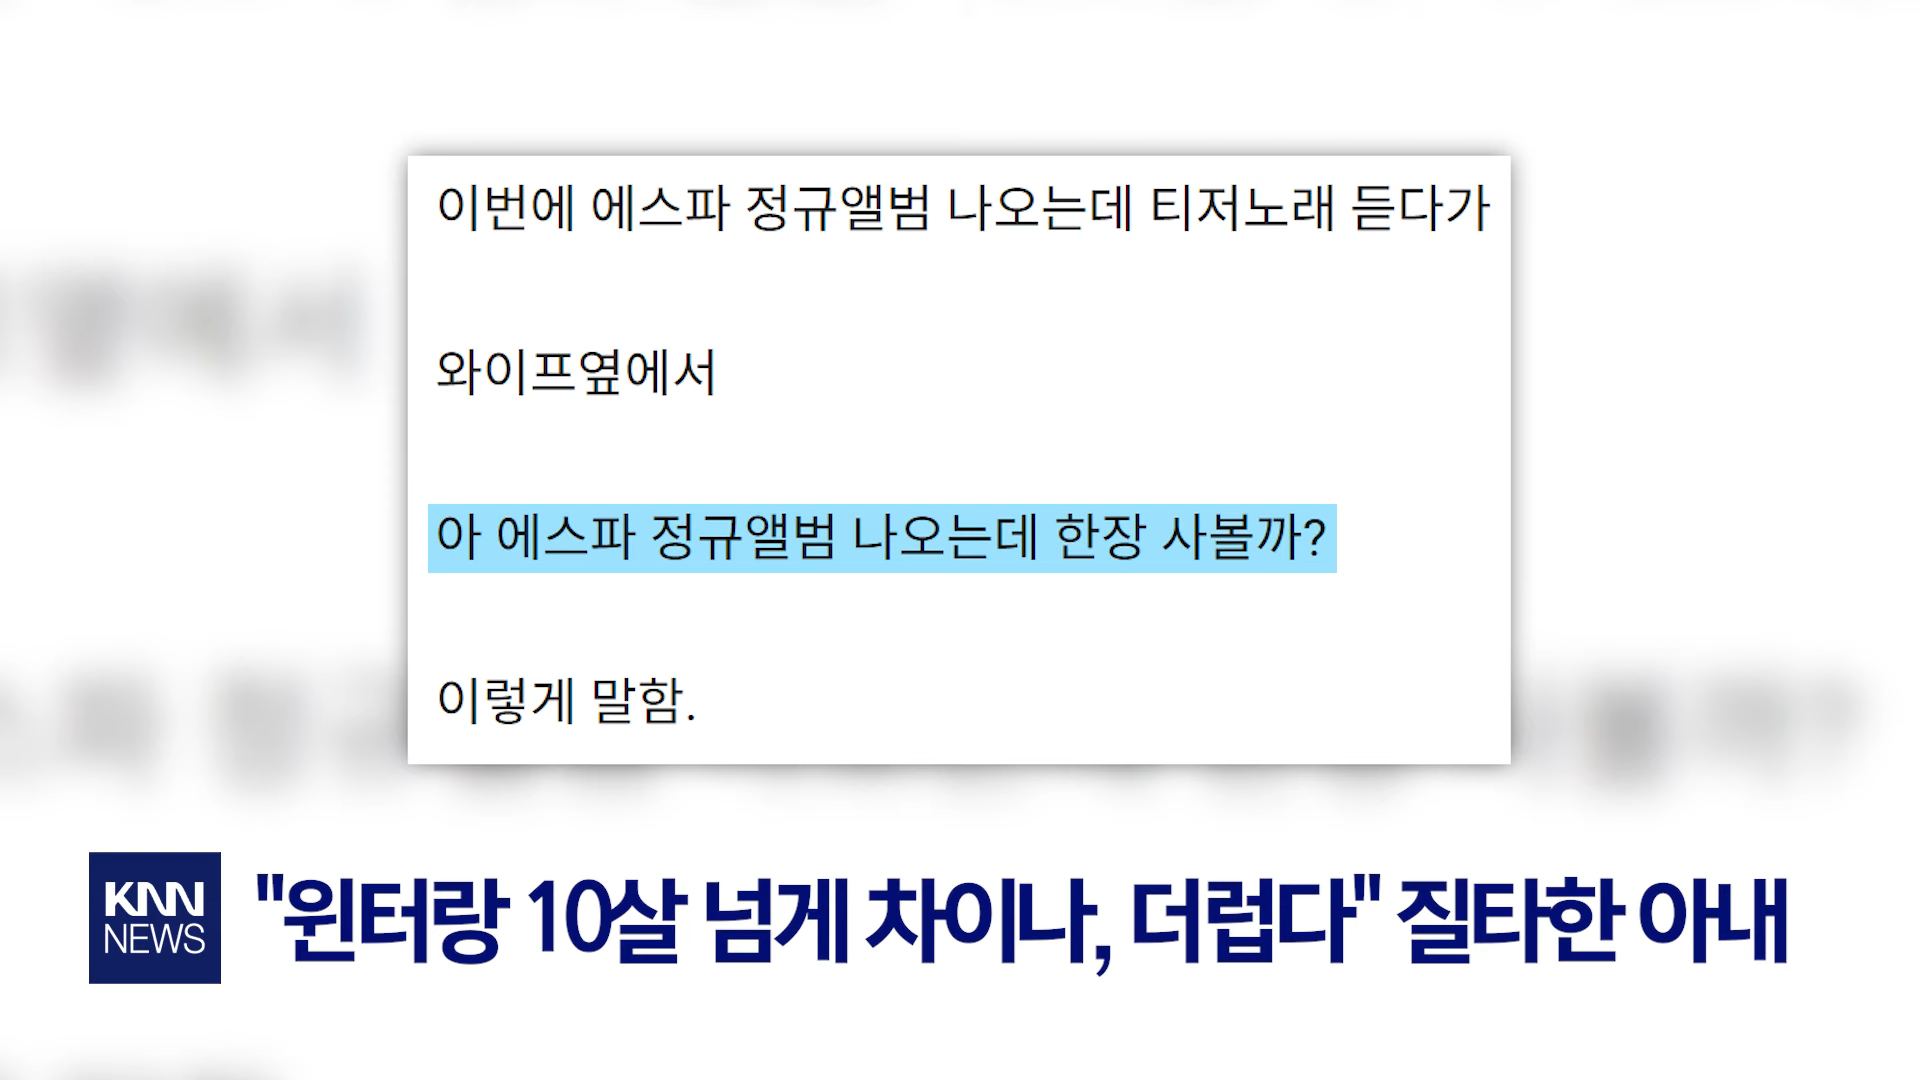 이번에 에스파 정규앨범 나오는데 티저노래 듣다가
와이프옆에서
아 에스파 정규앨범 나오는데 한장 사볼까?
이렇게 말함.
KNN
NEWS
"윈터랑 10살 넘게 차이나, 더럽다" 질타한 아내